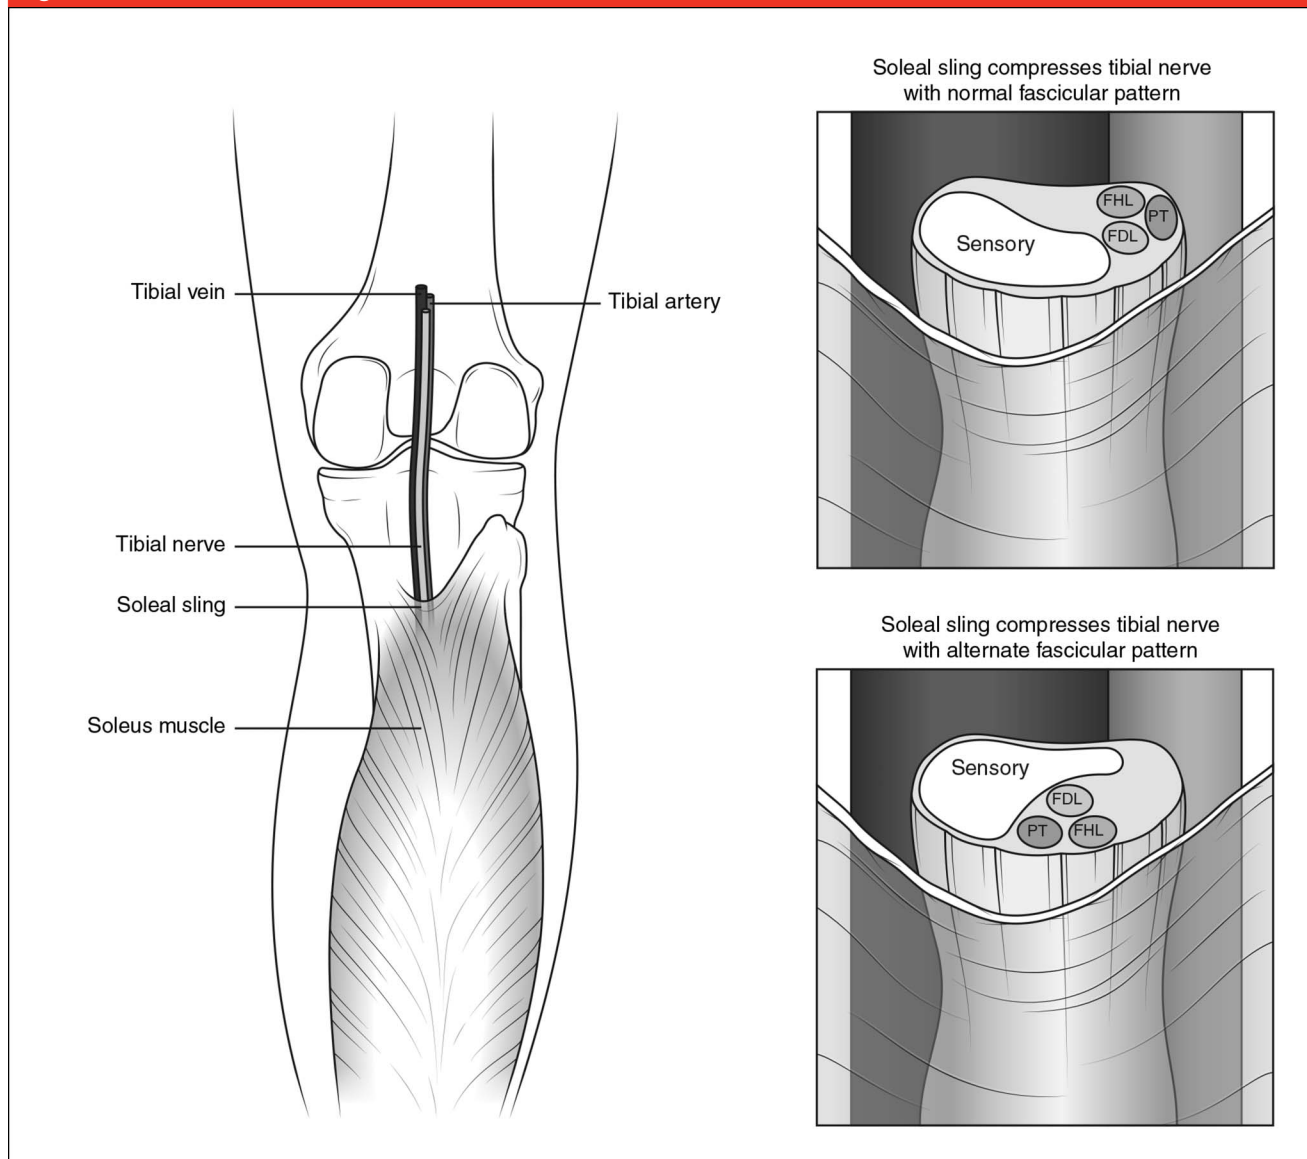 Tibial vein
Tibial artery
Tibial nerve
Soleal sling
Soleus muscle
Soleal sling compresses tibial nerve
with normal fascicular pattern
Sensory
FHL
PT
FDL
Soleal sling compresses tibial nerve
with alternate fascicular pattern
Sensory
FDL
PT
FHL